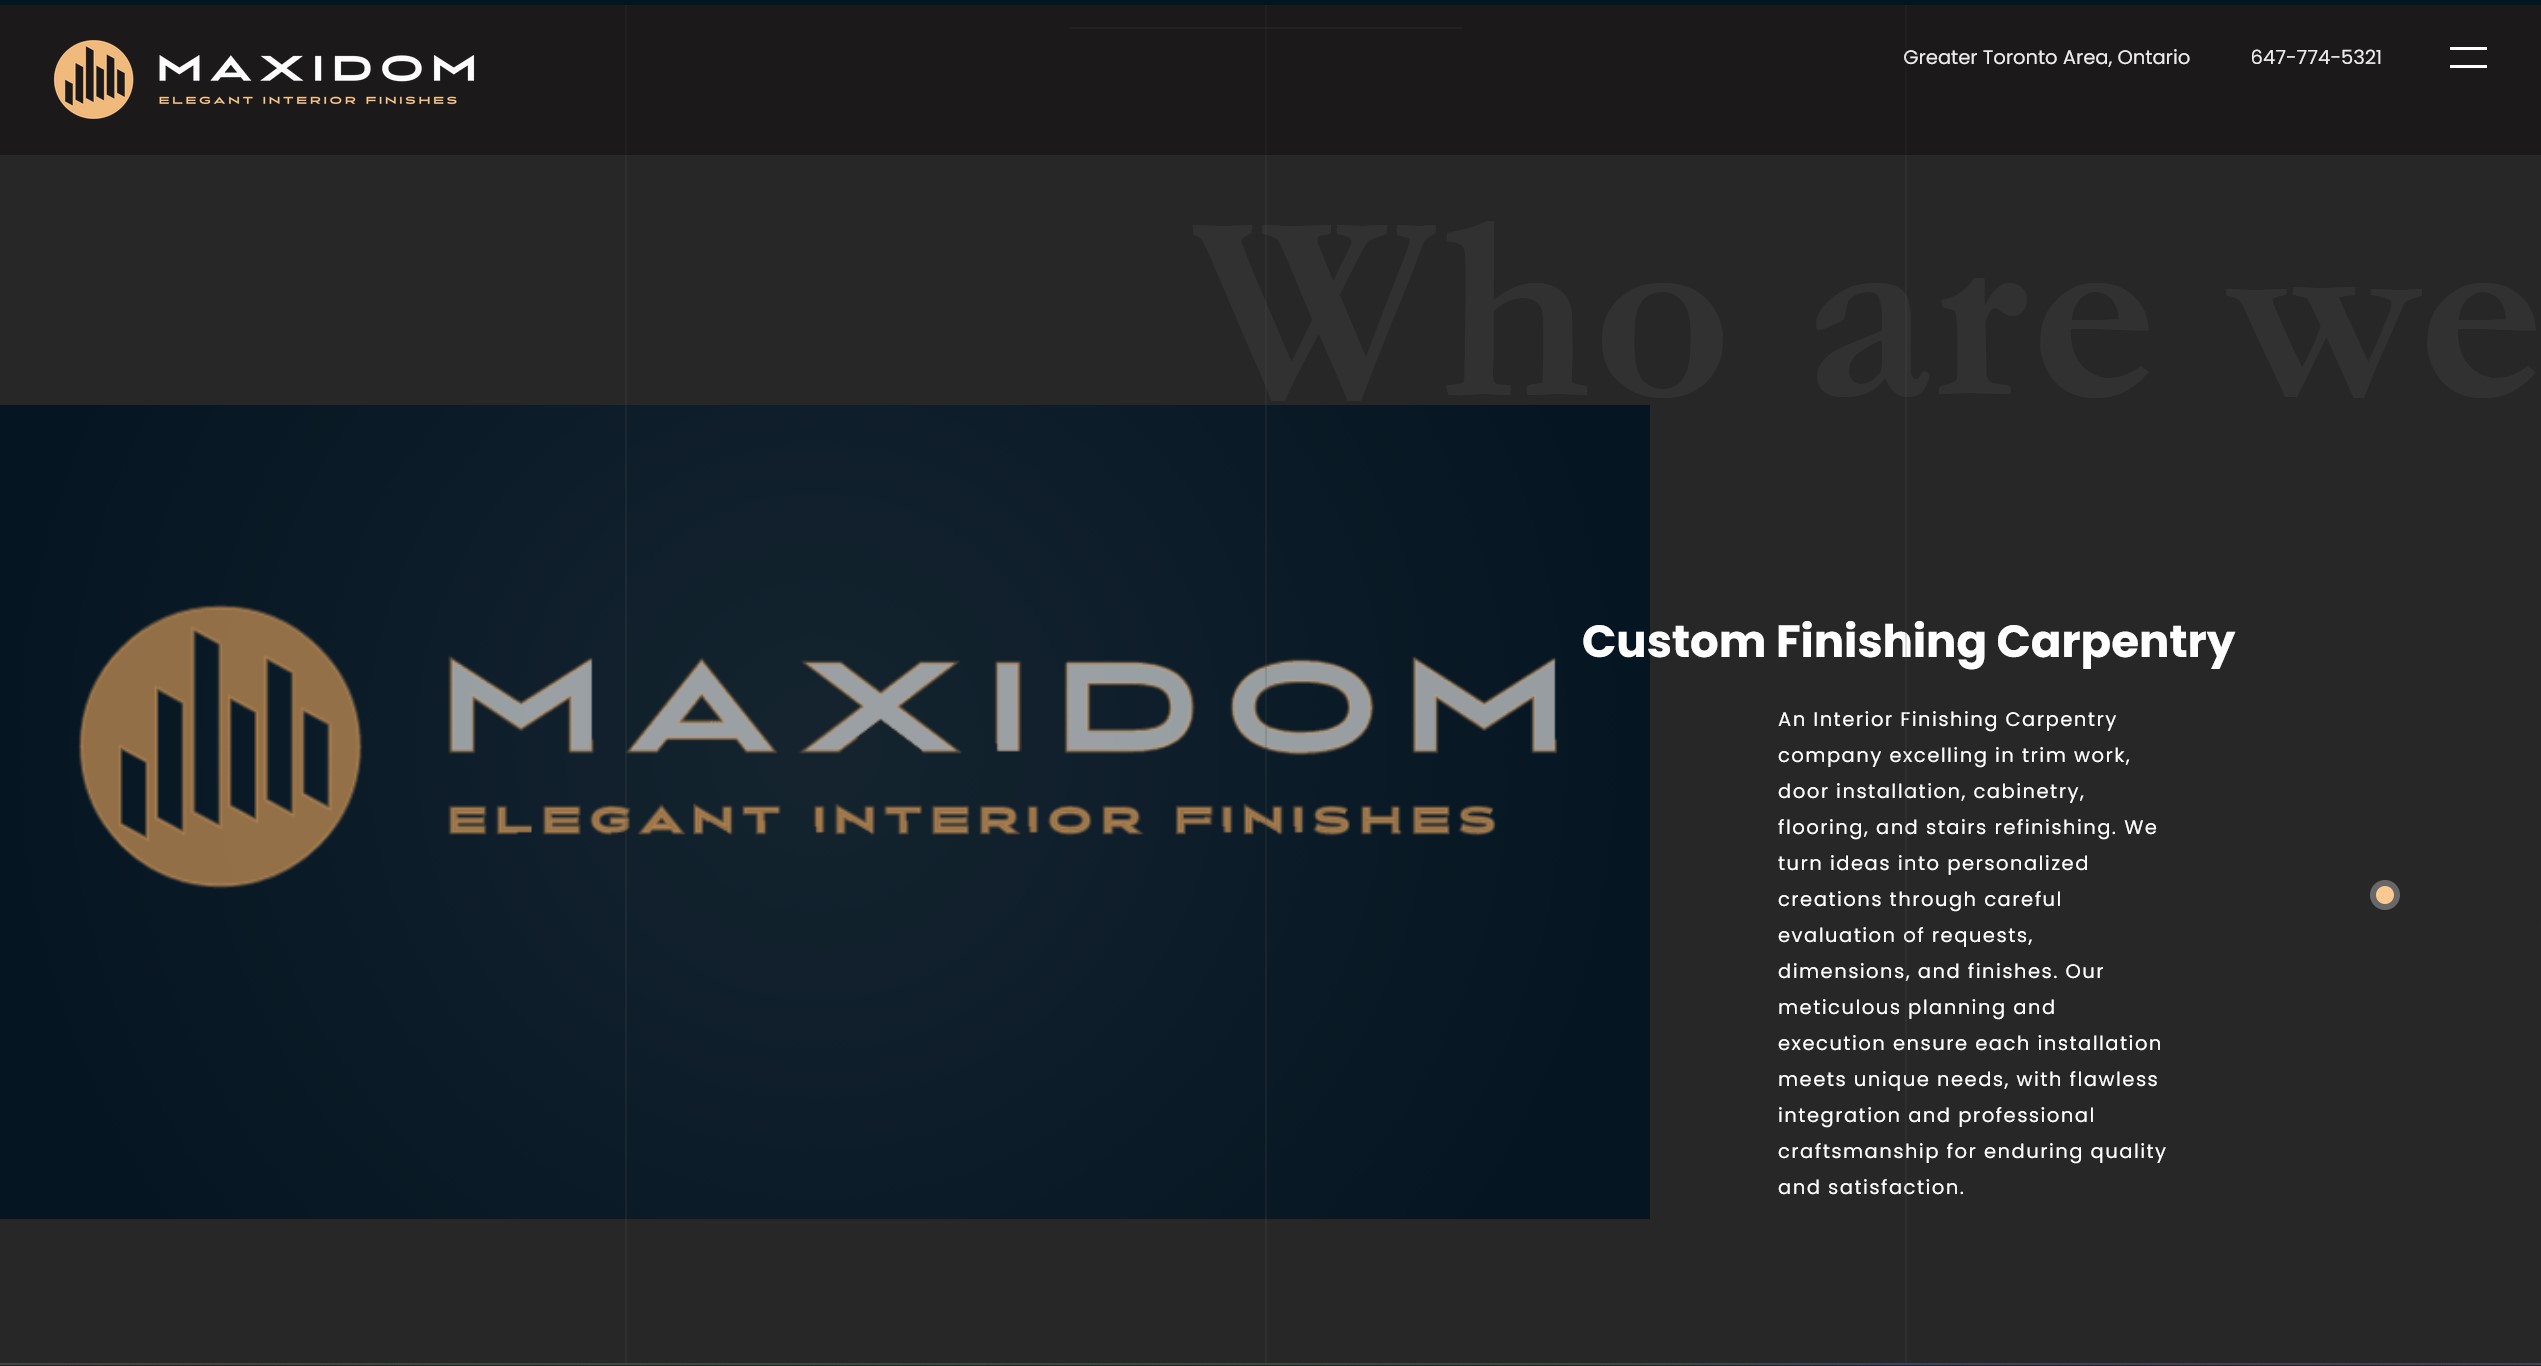 MAXIDOM
ELEGANT INTERIOR FINISHES
Greater Toronto Area, Ontario
647-774-5321
Who are we
MAXIDOM
ELEGANT INTERIOR FINISHES
Custom Finishing Carpentry
An Interior Finishing Carpentry
company excelling in trim work,
door installation, cabinetry,
flooring, and stairs refinishing. We
turn ideas into personalized
creations through careful
evaluation of requests,
dimensions, and finishes. Our
meticulous planning and
execution ensure each installation
meets unique needs, with flawless
integration and professional
craftsmanship for enduring quality
and satisfaction.